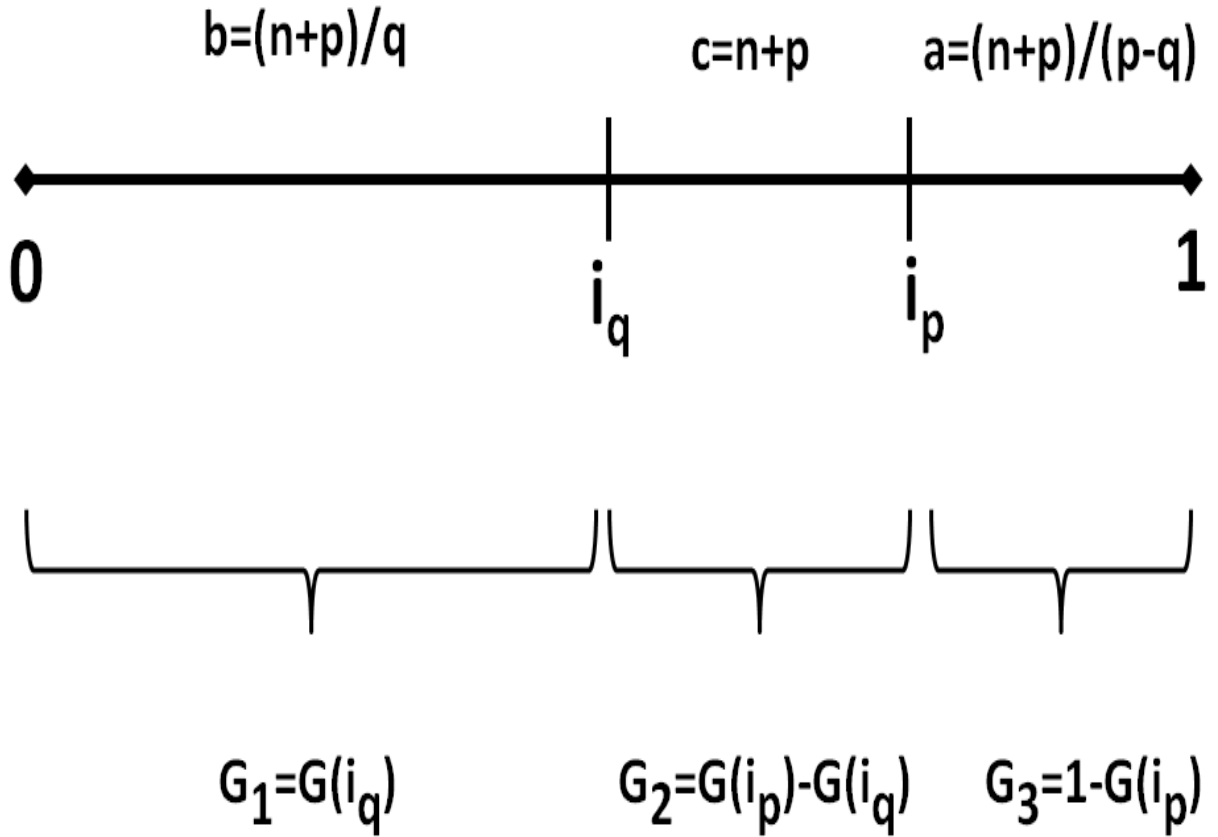 b=(n+p)/q c=n+p a=(n+p)/(p-q)
0 i_q i_p 1
G_1=G(i_q) G_2=G(i_p)-G(i_q) G_3=1-G(i_p)